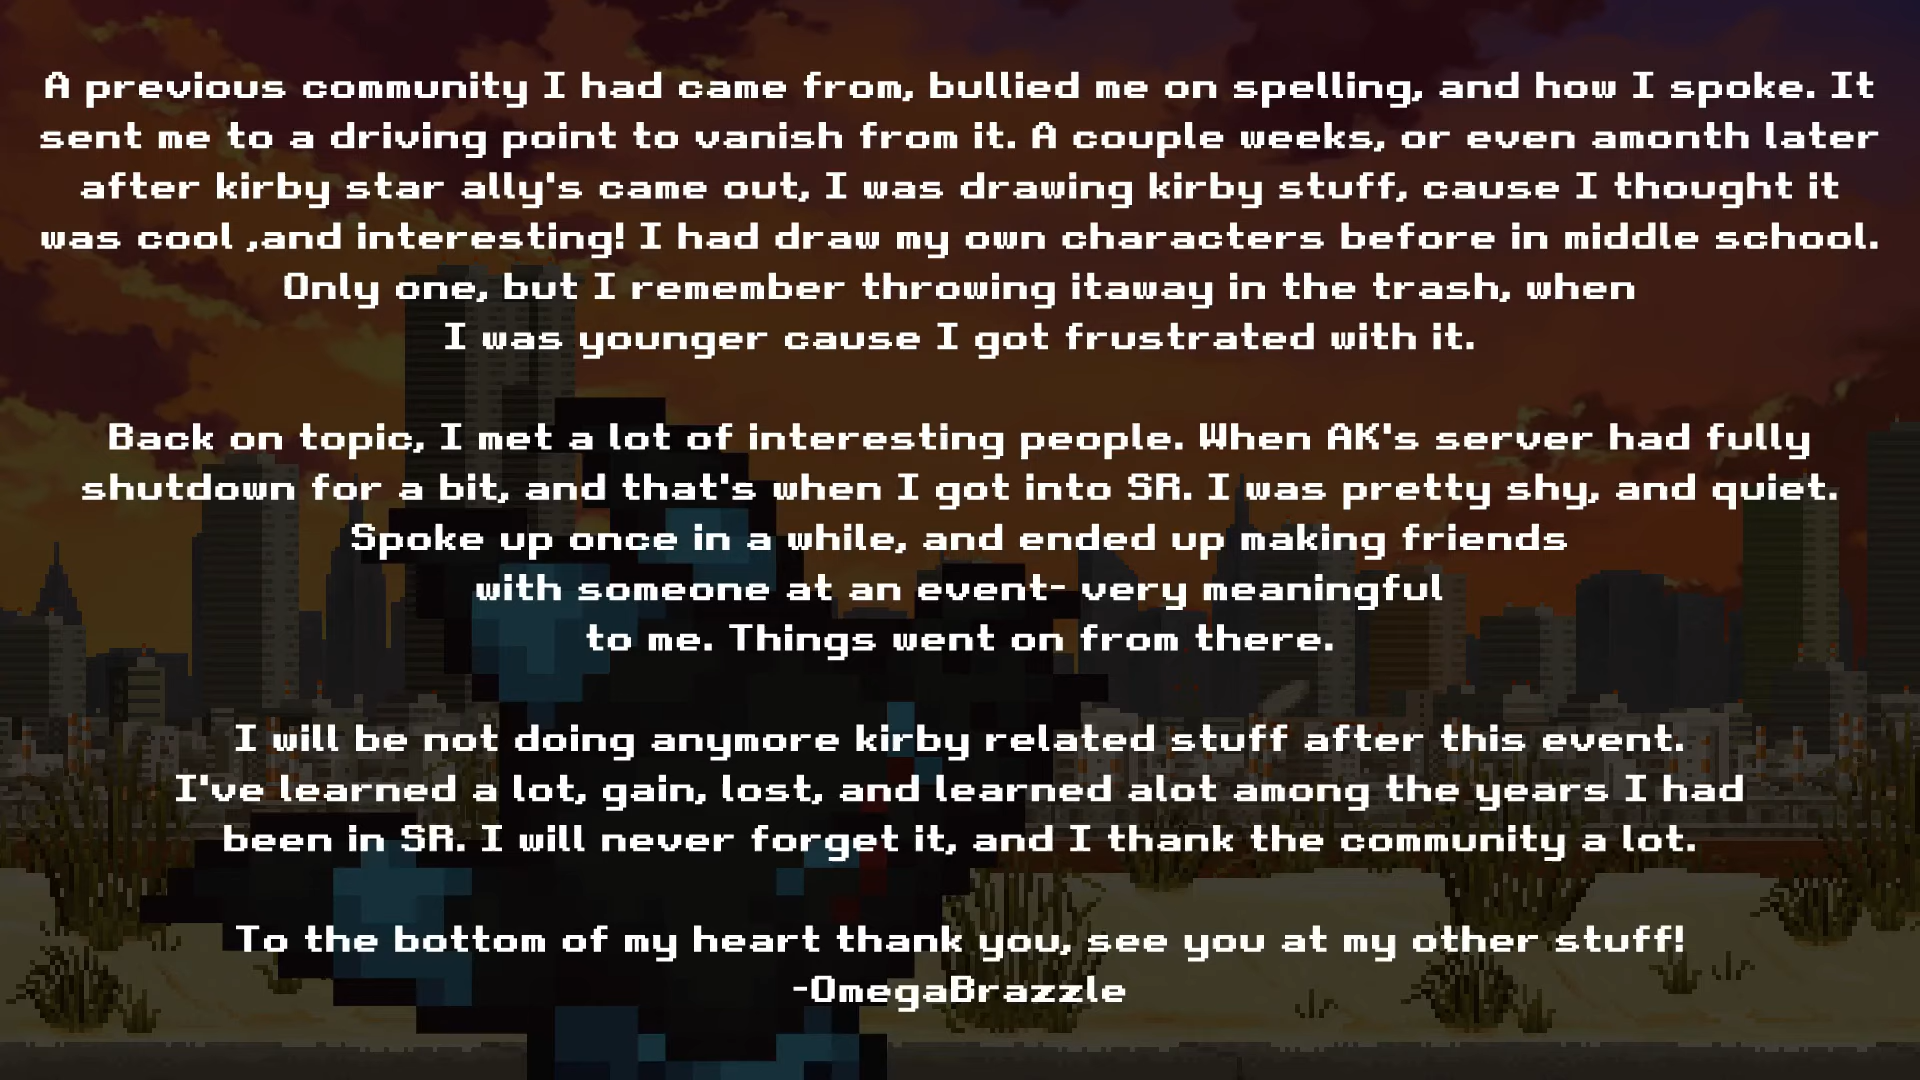 A previous community I had came from, bullied me on spelling, and how I spoke. It
sent me to a driving point to vanish from it. A couple weeks, or even amonth later
after kirby star ally's came out, I was drawing kirby stuff, cause I thought it
was cool ,and interesting! I had draw my own characters before in middle school.
Only one, but I remember throwing itaway in the trash, when
I was younger cause I got frustrated with it.
Back on topic, I met a lot of interesting people. When AK's server had fully
shutdown for a bit, and that's when I got into SR. I was pretty shy, and quiet.
Spoke up once in a while, and ended up making friends
with someone at an event- very meaningful
to me. Things went on from there.
I will be not doing anymore kirby related stuff after this event.
I've learned a lot, gain, lost, and learned alot among the years I had
been in SR. I will never forget it, and I thank the community a lot.
To the bottom of my heart thank you, see you at my other stuff!
-OmegaBrazzle